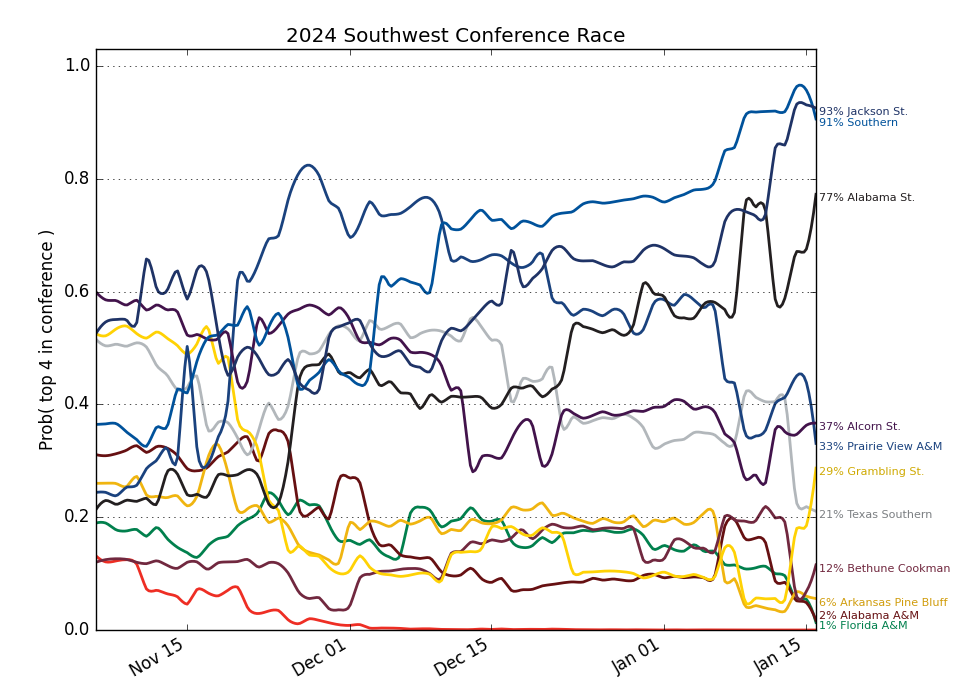 2024 Southwest Conference Race
Prob( top 4 in conference )
1.0
0.8
0.6
0.4
0.2
0.0
Nov 15
Dec 01
Dec 15
Jan 01
Jan 15
93% Jackson St.
91% Southern
77% Alabama St.
37% Alcorn St.
33% Prairie View A&M
29% Grambling St.
21% Texas Southern
12% Bethune Cookman
6% Arkansas Pine Bluff
2% Alabama A&M
1% Florida A&M